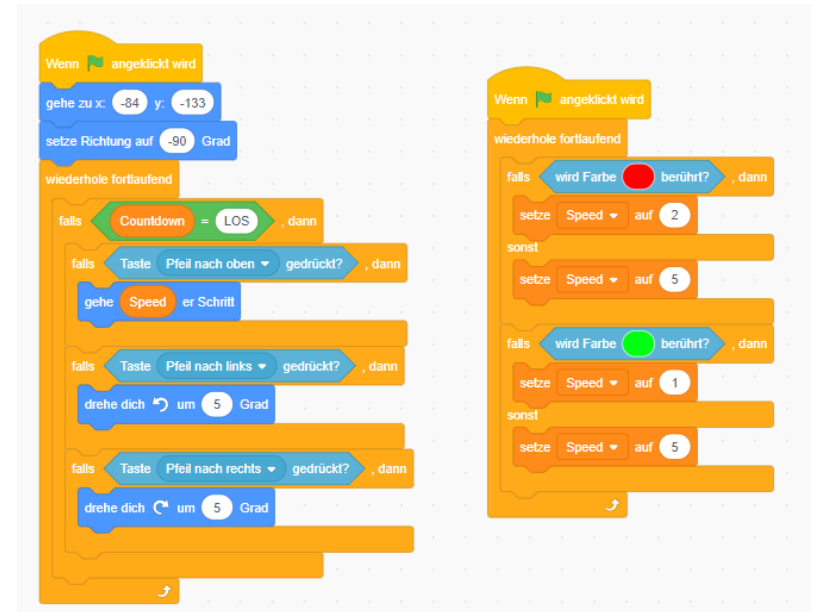 Wenn angeklickt wird
gehe zu x: -84 y: -133
setze Richtung auf -90 Grad
wiederhole fortlaufend
falls Countdown = LOS , dann
falls Taste Pfeil nach oben gedrückt? , dann
gehe Speed er Schritt
falls Taste Pfeil nach links gedrückt? , dann
drehe dich um 5 Grad
falls Taste Pfeil nach rechts gedrückt? , dann
drehe dich um 5 Grad
Wenn angeklickt wird
wiederhole fortlaufend
falls wird Farbe berührt? , dann
setze Speed auf 2
sonst
setze Speed auf 5
falls wird Farbe berührt? , dann
setze Speed auf 1
sonst
setze Speed auf 5